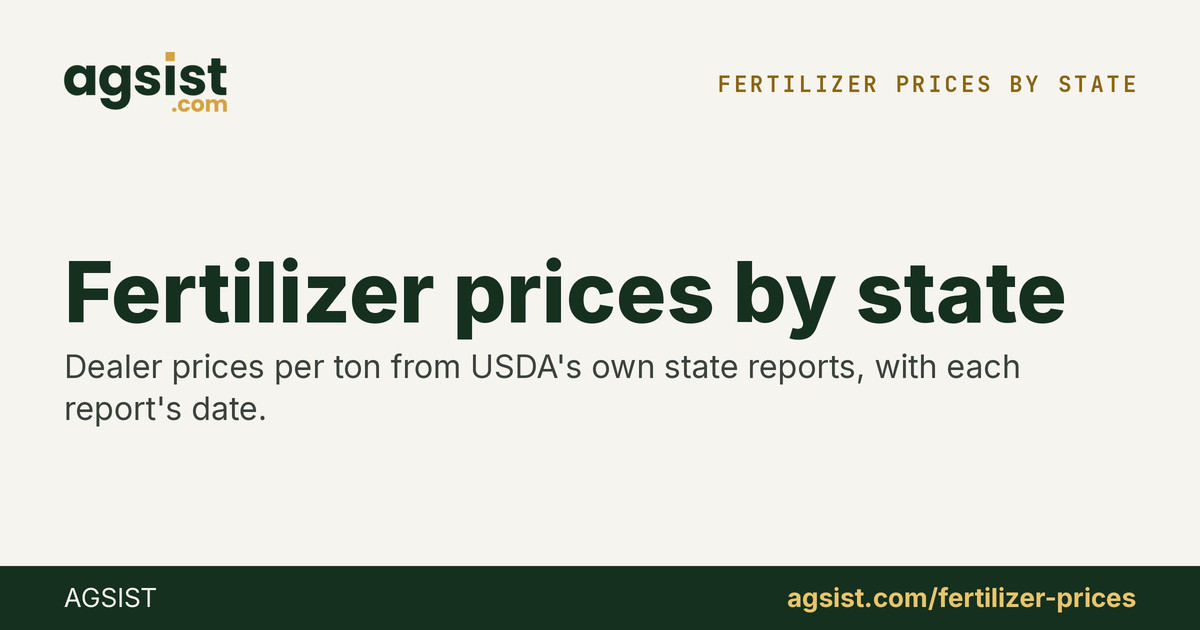 agsist
.com
FERTILIZER PRICES BY STATE
Fertilizer prices by state
Dealer prices per ton from USDA's own state reports, with each
report's date.
AGSIST
agsist.com/fertilizer-prices